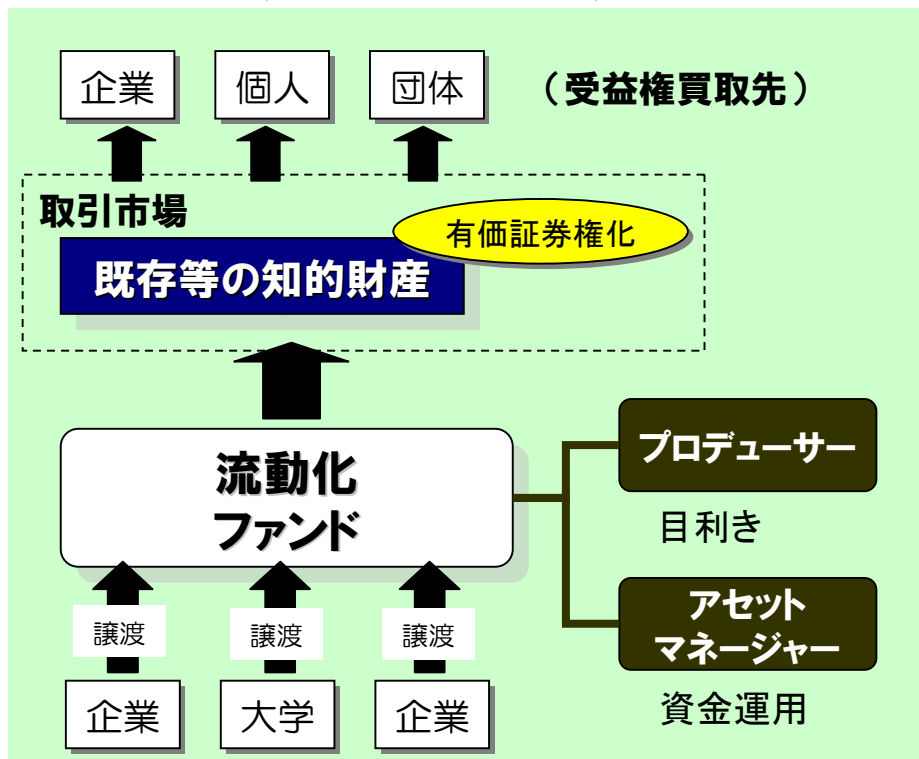 企業
個人
団体
（受益権買取先）
取引市場
有価証券権化
既存等の知的財産
流動化
ファンド
プロデューサー
目利き
アセット
マネージャー
資金運用
譲渡
譲渡
譲渡
企業
大学
企業